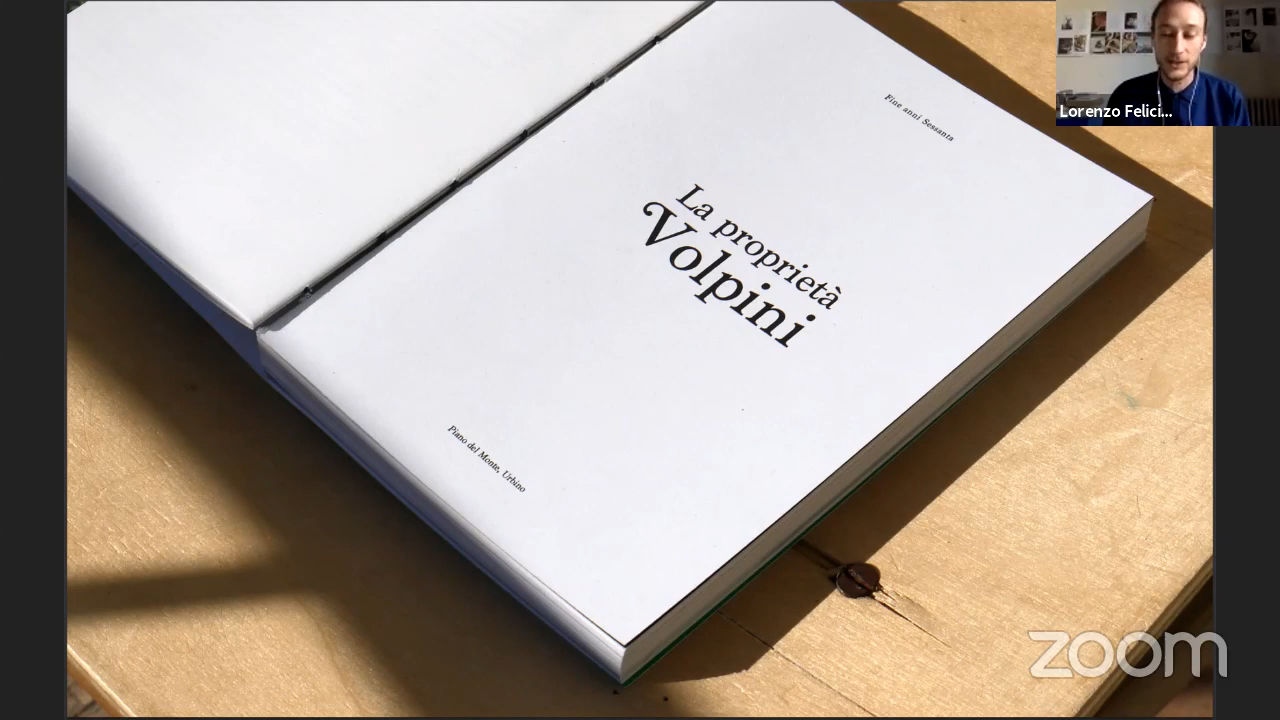 Fine anni Sessanta
La proprietà
Volpini
Piano del Monte, Urbino
Lorenzo Felici...
zoom